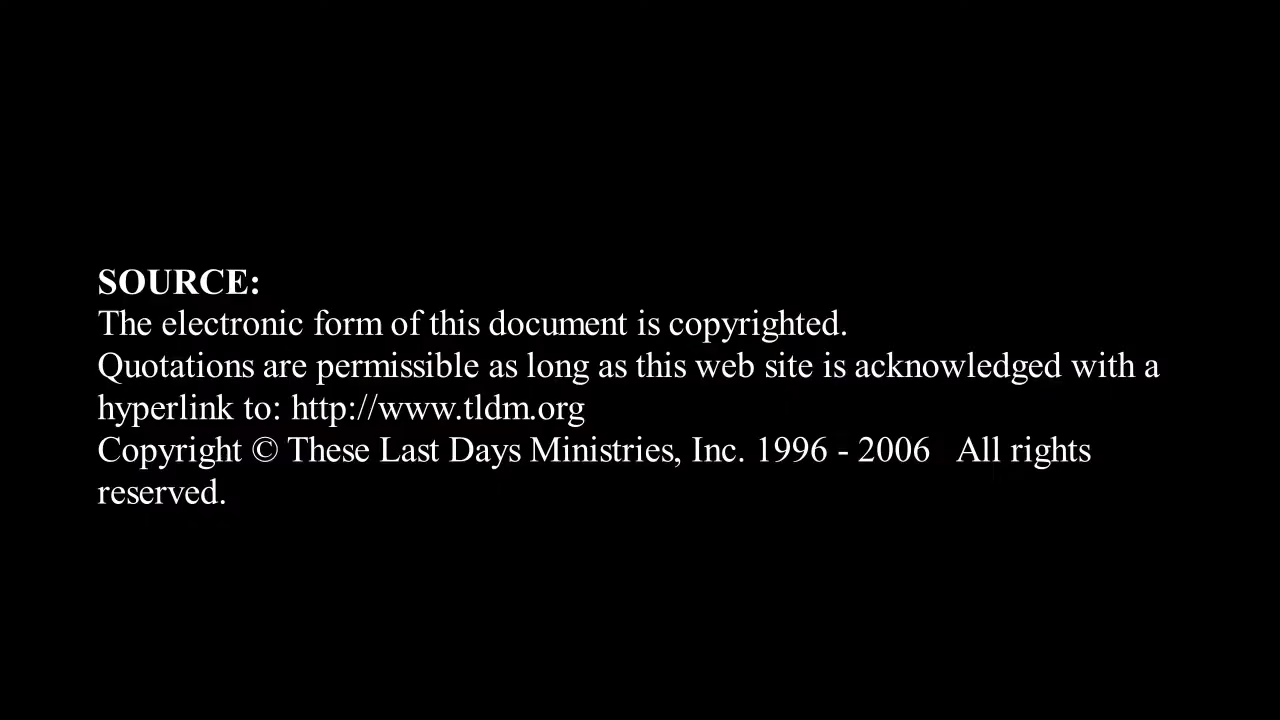 SOURCE:
The electronic form of this document is copyrighted.
Quotations are permissible as long as this web site is acknowledged with a
hyperlink to: http://www.tldm.org
Copyright © These Last Days Ministries, Inc. 1996 - 2006   All rights
reserved.